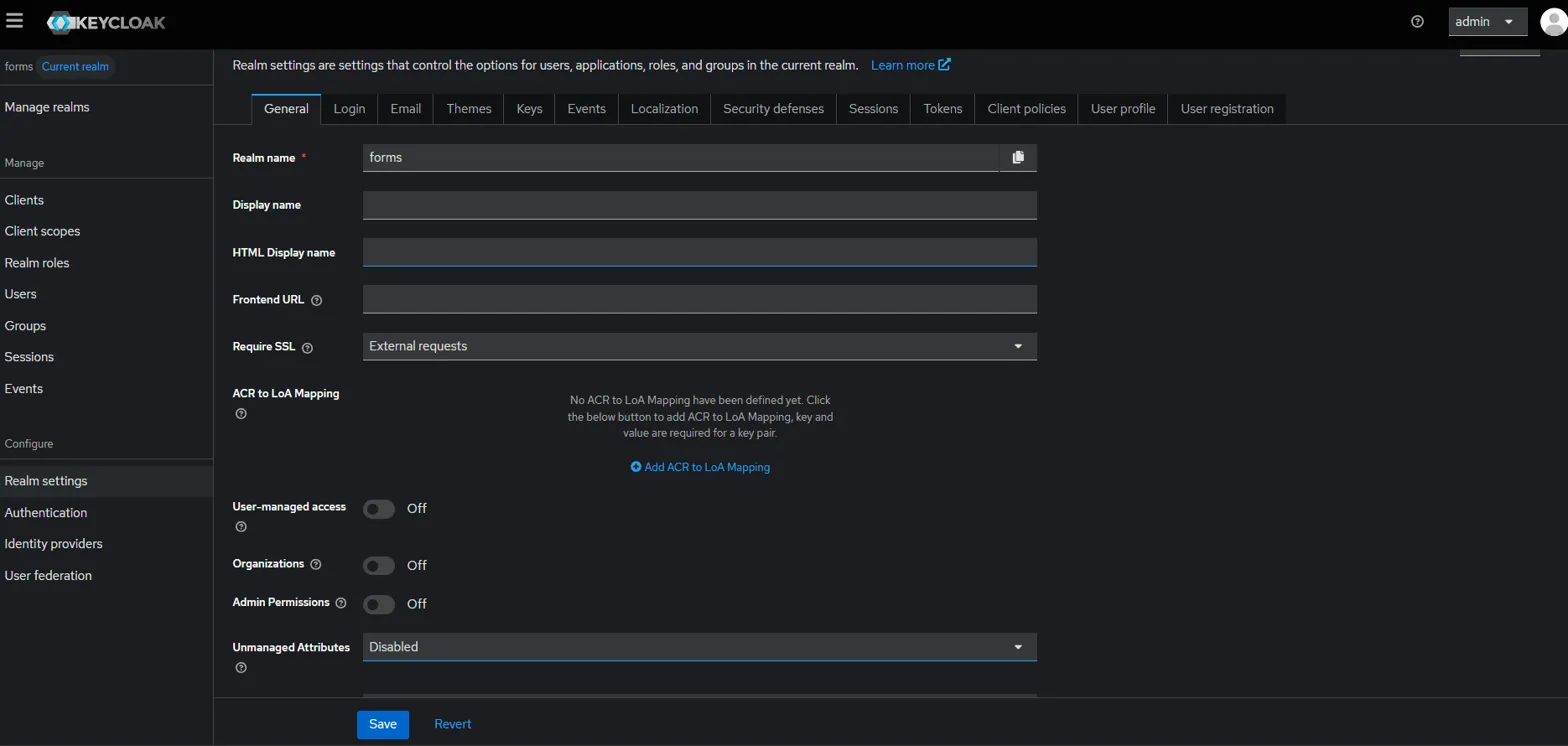 KEYCLOAK
admin
forms Current realm
Manage realms
Manage
Clients
Client scopes
Realm roles
Users
Groups
Sessions
Events
Configure
Realm settings
Authentication
Identity providers
User federation
Realm settings are settings that control the options for users, applications, roles, and groups in the current realm. Learn more
General Login Email Themes Keys Events Localization Security defenses Sessions Tokens Client policies User profile User registration
Realm name * forms
Display name
HTML Display name
Frontend URL
Require SSL External requests
ACR to LoA Mapping
No ACR to LoA Mapping have been defined yet. Click
the below button to add ACR to LoA Mapping, key and
value are required for a key pair.
Add ACR to LoA Mapping
User-managed access Off
Organizations Off
Admin Permissions Off
Unmanaged Attributes Disabled
Save Revert